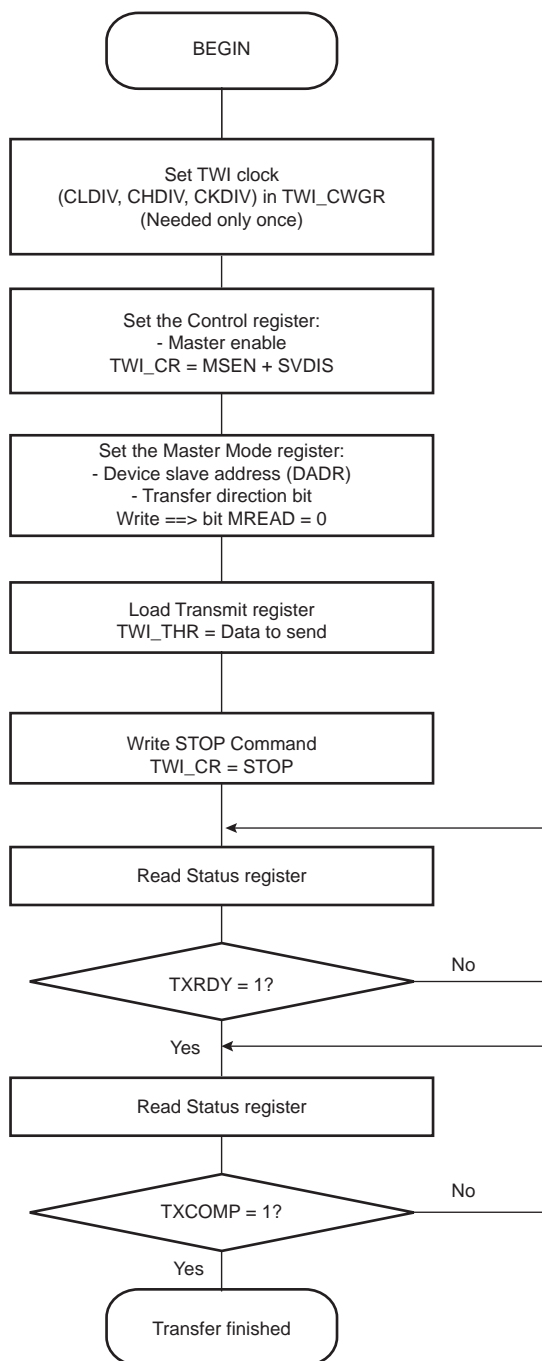 BEGIN
Set TWI clock
(CLDIV, CHDIV, CKDIV) in TWI_CWGR
(Needed only once)
Set the Control register:
- Master enable
TWI_CR = MSEN + SVDIS
Set the Master Mode register:
- Device slave address (DADR)
- Transfer direction bit
Write ==> bit MREAD = 0
Load Transmit register
TWI_THR = Data to send
Write STOP Command
TWI_CR = STOP
Read Status register
No
TXRDY = 1?
Yes
Read Status register
No
TXCOMP = 1?
Yes
Transfer finished